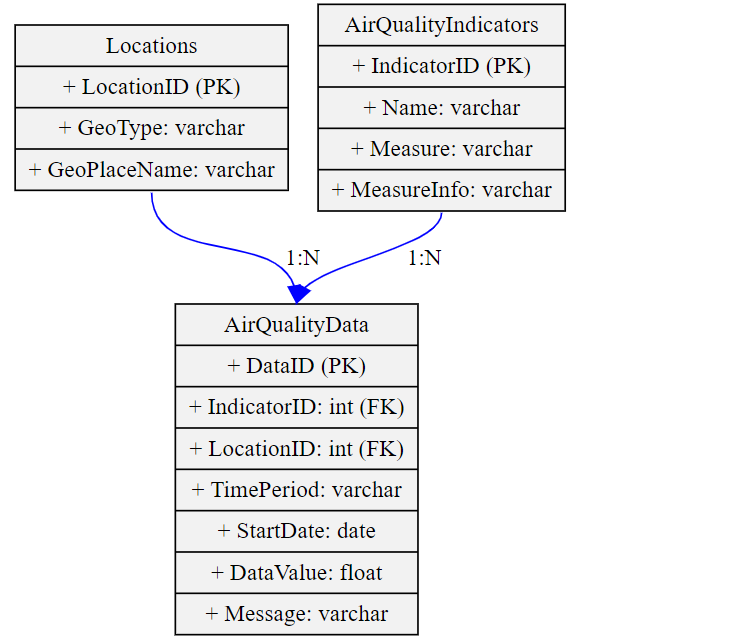 Locations
+ LocationID (PK)
+ GeoType: varchar
+ GeoPlaceName: varchar
AirQualityIndicators
+ IndicatorID (PK)
+ Name: varchar
+ Measure: varchar
+ MeasureInfo: varchar
1:N
1:N
AirQualityData
+ DataID (PK)
+ IndicatorID: int (FK)
+ LocationID: int (FK)
+ TimePeriod: varchar
+ StartDate: date
+ DataValue: float
+ Message: varchar